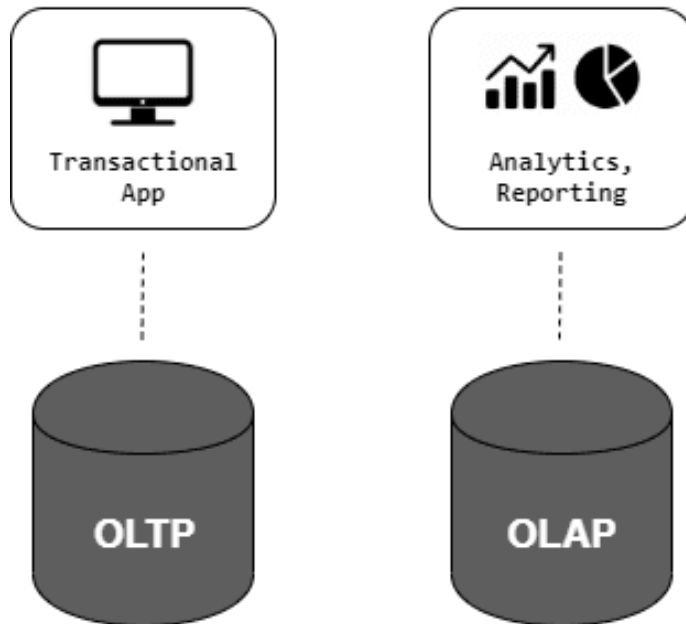 Transactional
App
Analytics,
Reporting
OLTP
OLAP